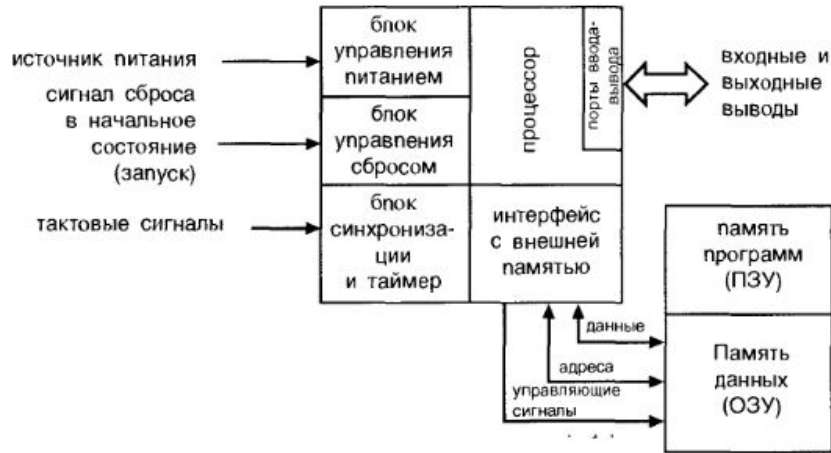 источник питания
сигнал сброса
в начальное
состояние
(запуск)
тактовые сигналы
блок
управления
питанием
блок
управления
сбросом
блок
синхрониза-
ции
и таймер
процессор
порты ввода-
вывода
интерфейс
с внешней
памятью
входные и
выходные
выводы
память
программ
(ПЗУ)
Память
данных
(ОЗУ)
данные
адреса
управляющие
сигналы